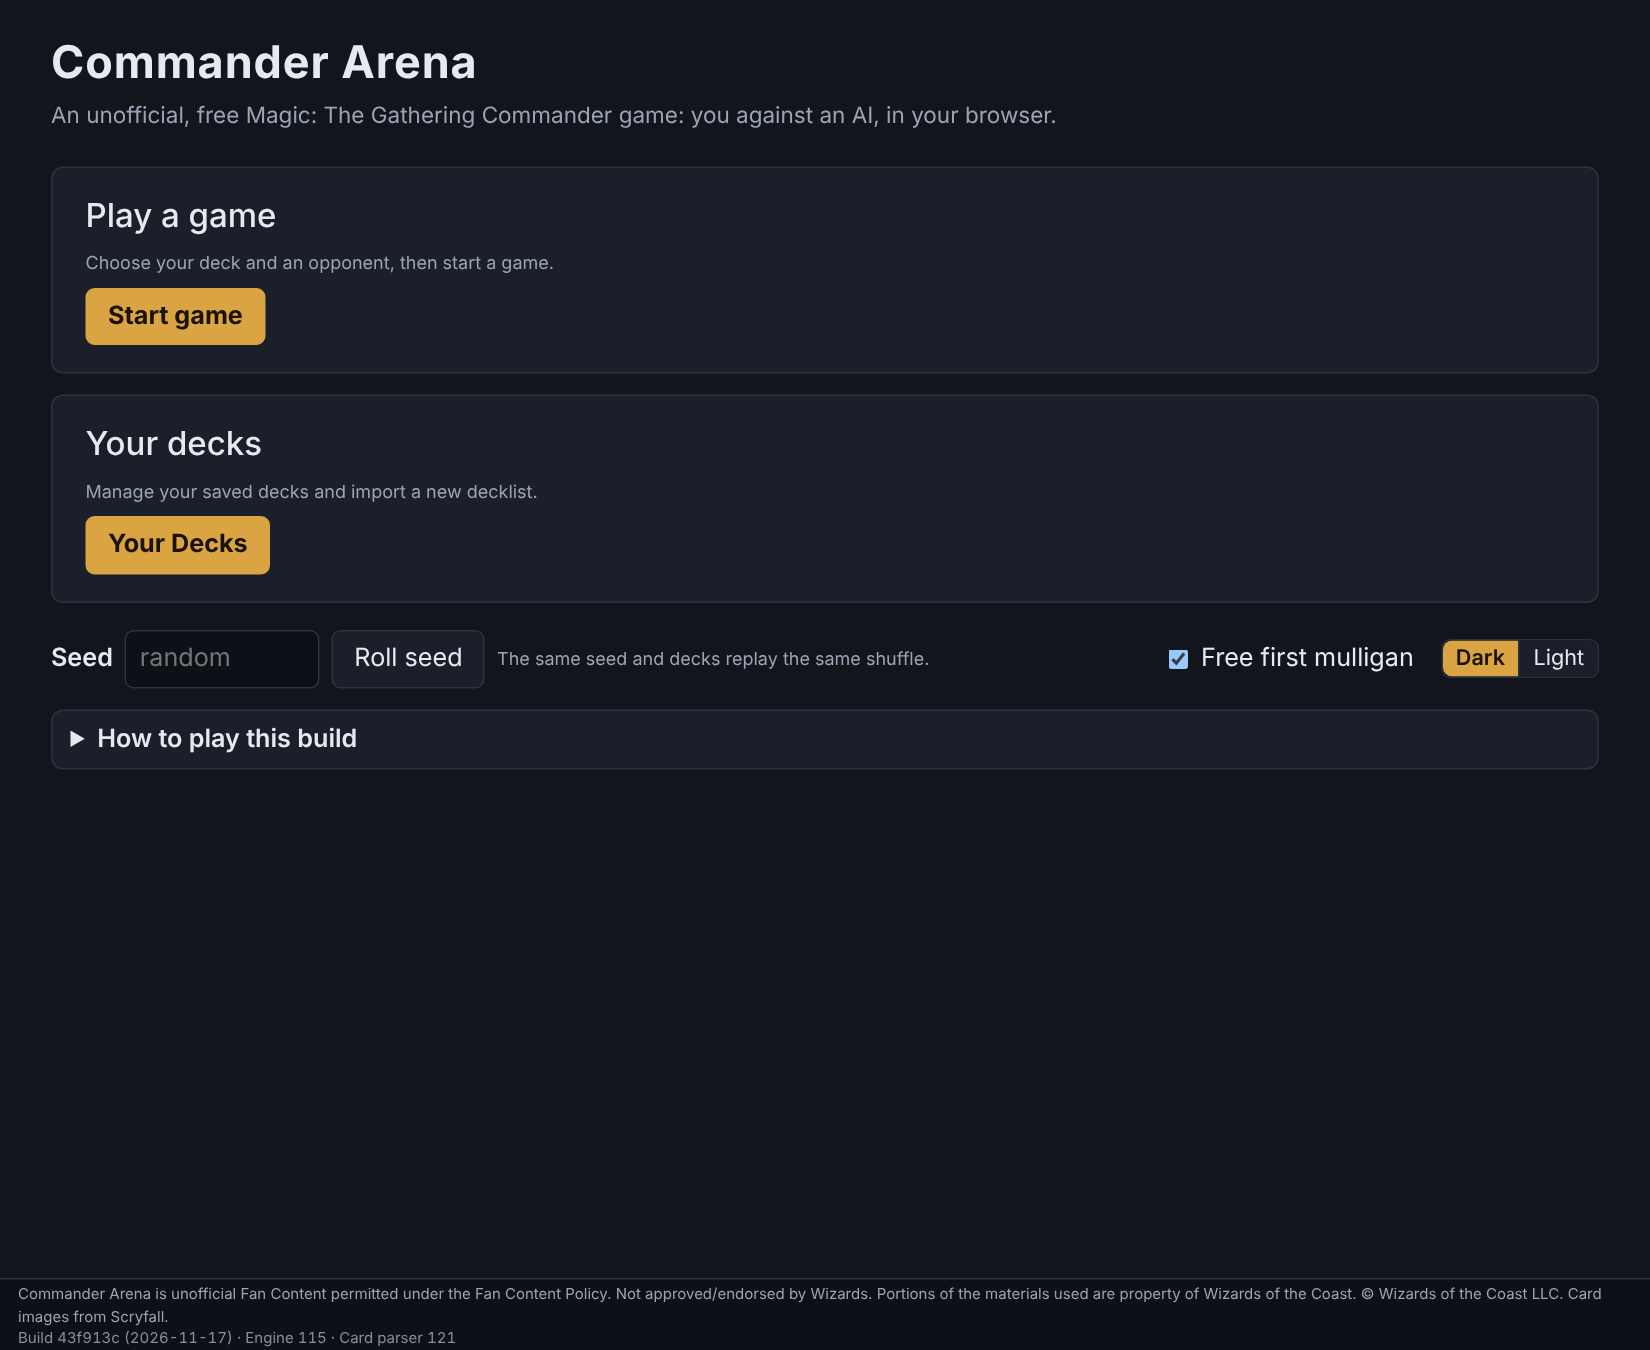 Commander Arena
An unofficial, free Magic: The Gathering Commander game: you against an AI, in your browser.
Play a game
Choose your deck and an opponent, then start a game.
Start game
Your decks
Manage your saved decks and import a new decklist.
Your Decks
Seed random Roll seed The same seed and decks replay the same shuffle. Free first mulligan Dark Light
How to play this build
Commander Arena is unofficial Fan Content permitted under the Fan Content Policy. Not approved/endorsed by Wizards. Portions of the materials used are property of Wizards of the Coast. © Wizards of the Coast LLC. Card
images from Scryfall.
Build 43f913c (2026-11-17) · Engine 115 · Card parser 121